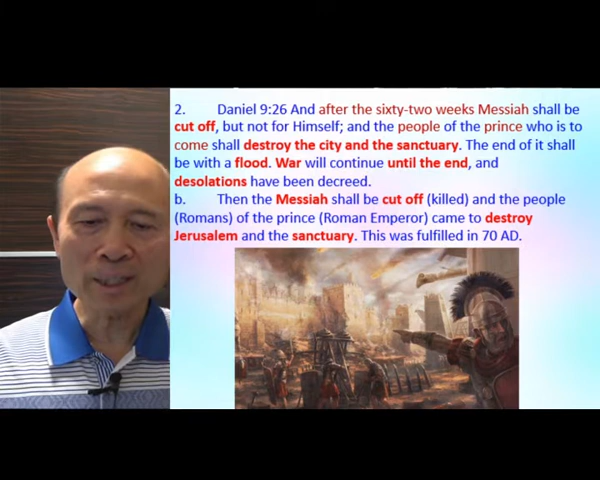 2. Daniel 9:26 And after the sixty-two weeks Messiah shall be
cut off, but not for Himself; and the people of the prince who is to
come shall destroy the city and the sanctuary. The end of it shall
be with a flood. War will continue until the end, and
desolations have been decreed.
b. Then the Messiah shall be cut off (killed) and the people
(Romans) of the prince (Roman Emperor) came to destroy
Jerusalem and the sanctuary. This was fulfilled in 70 AD.